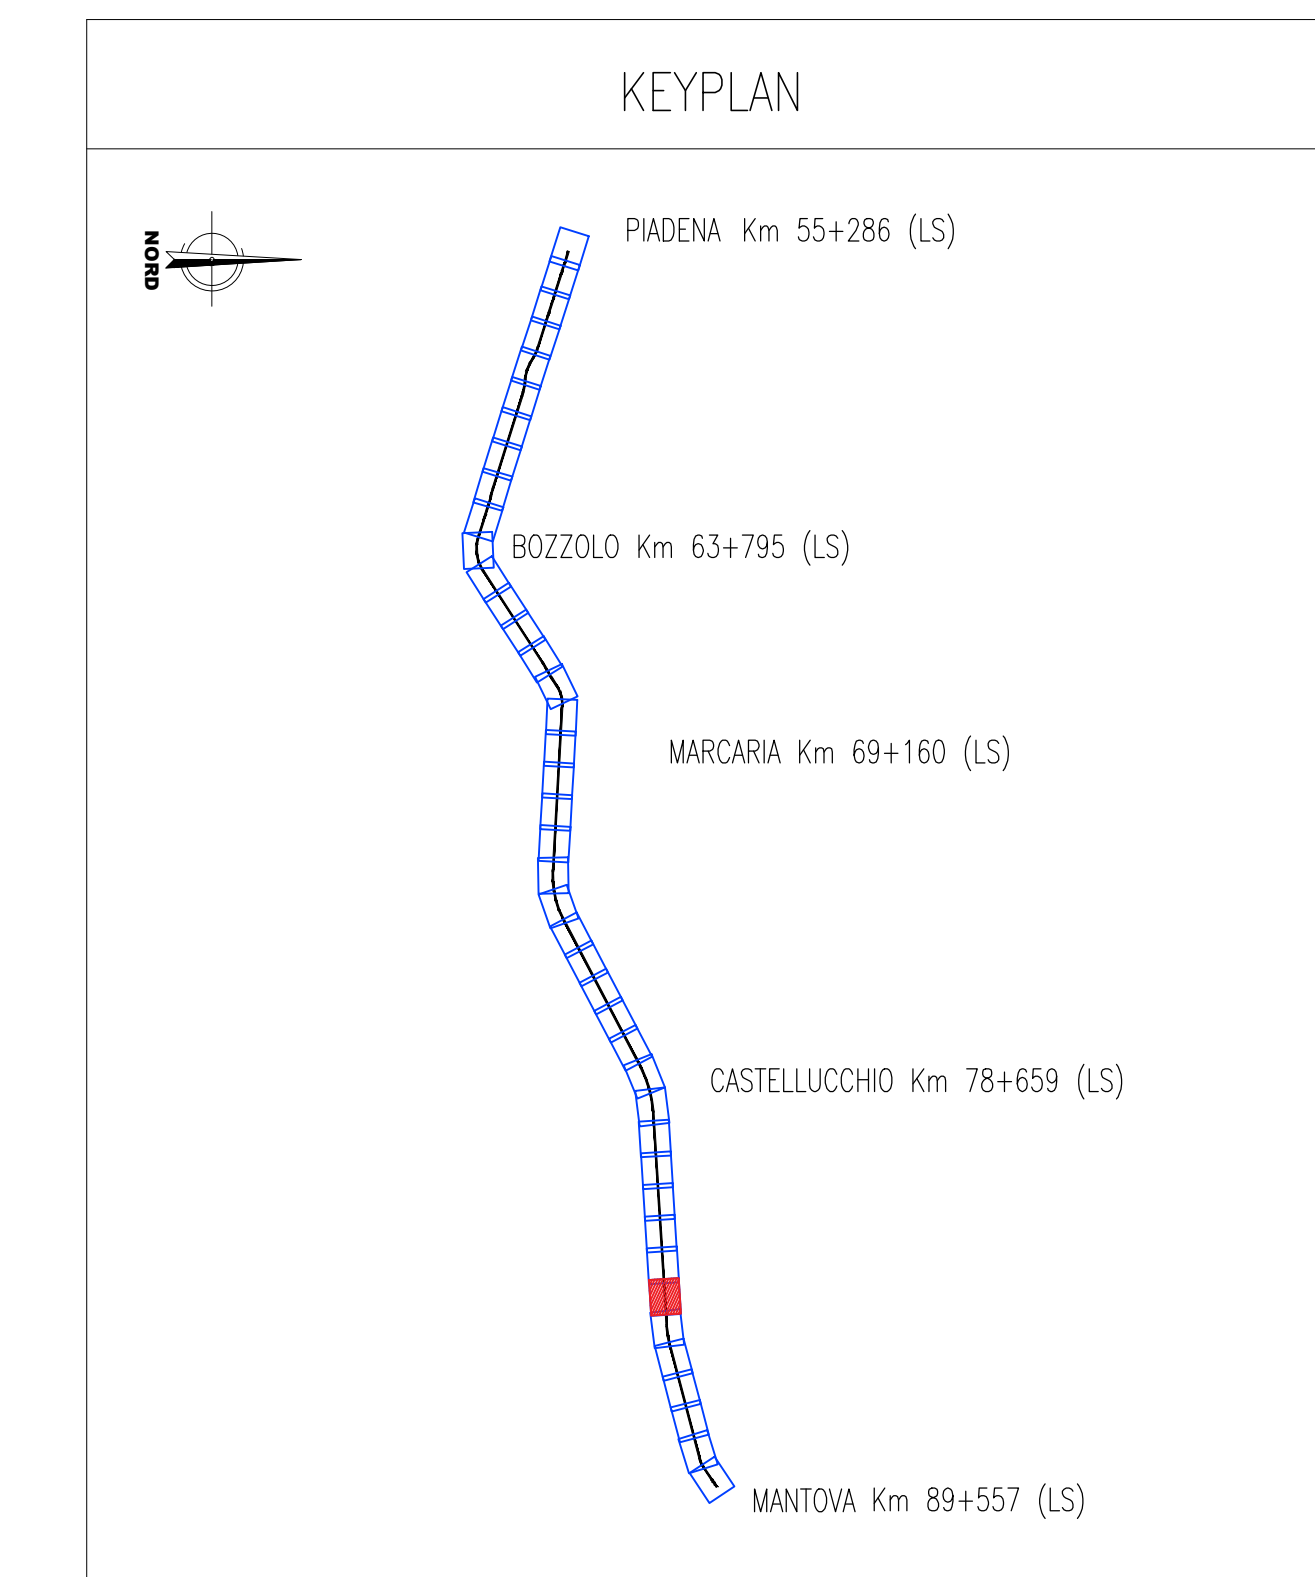 KEYPLAN
NORD
PIADENA Km 55+286 (LS)
BOZZOLO Km 63+795 (LS)
MARCARIA Km 69+160 (LS)
CASTELLUCCHIO Km 78+659 (LS)
MANTOVA Km 89+557 (LS)